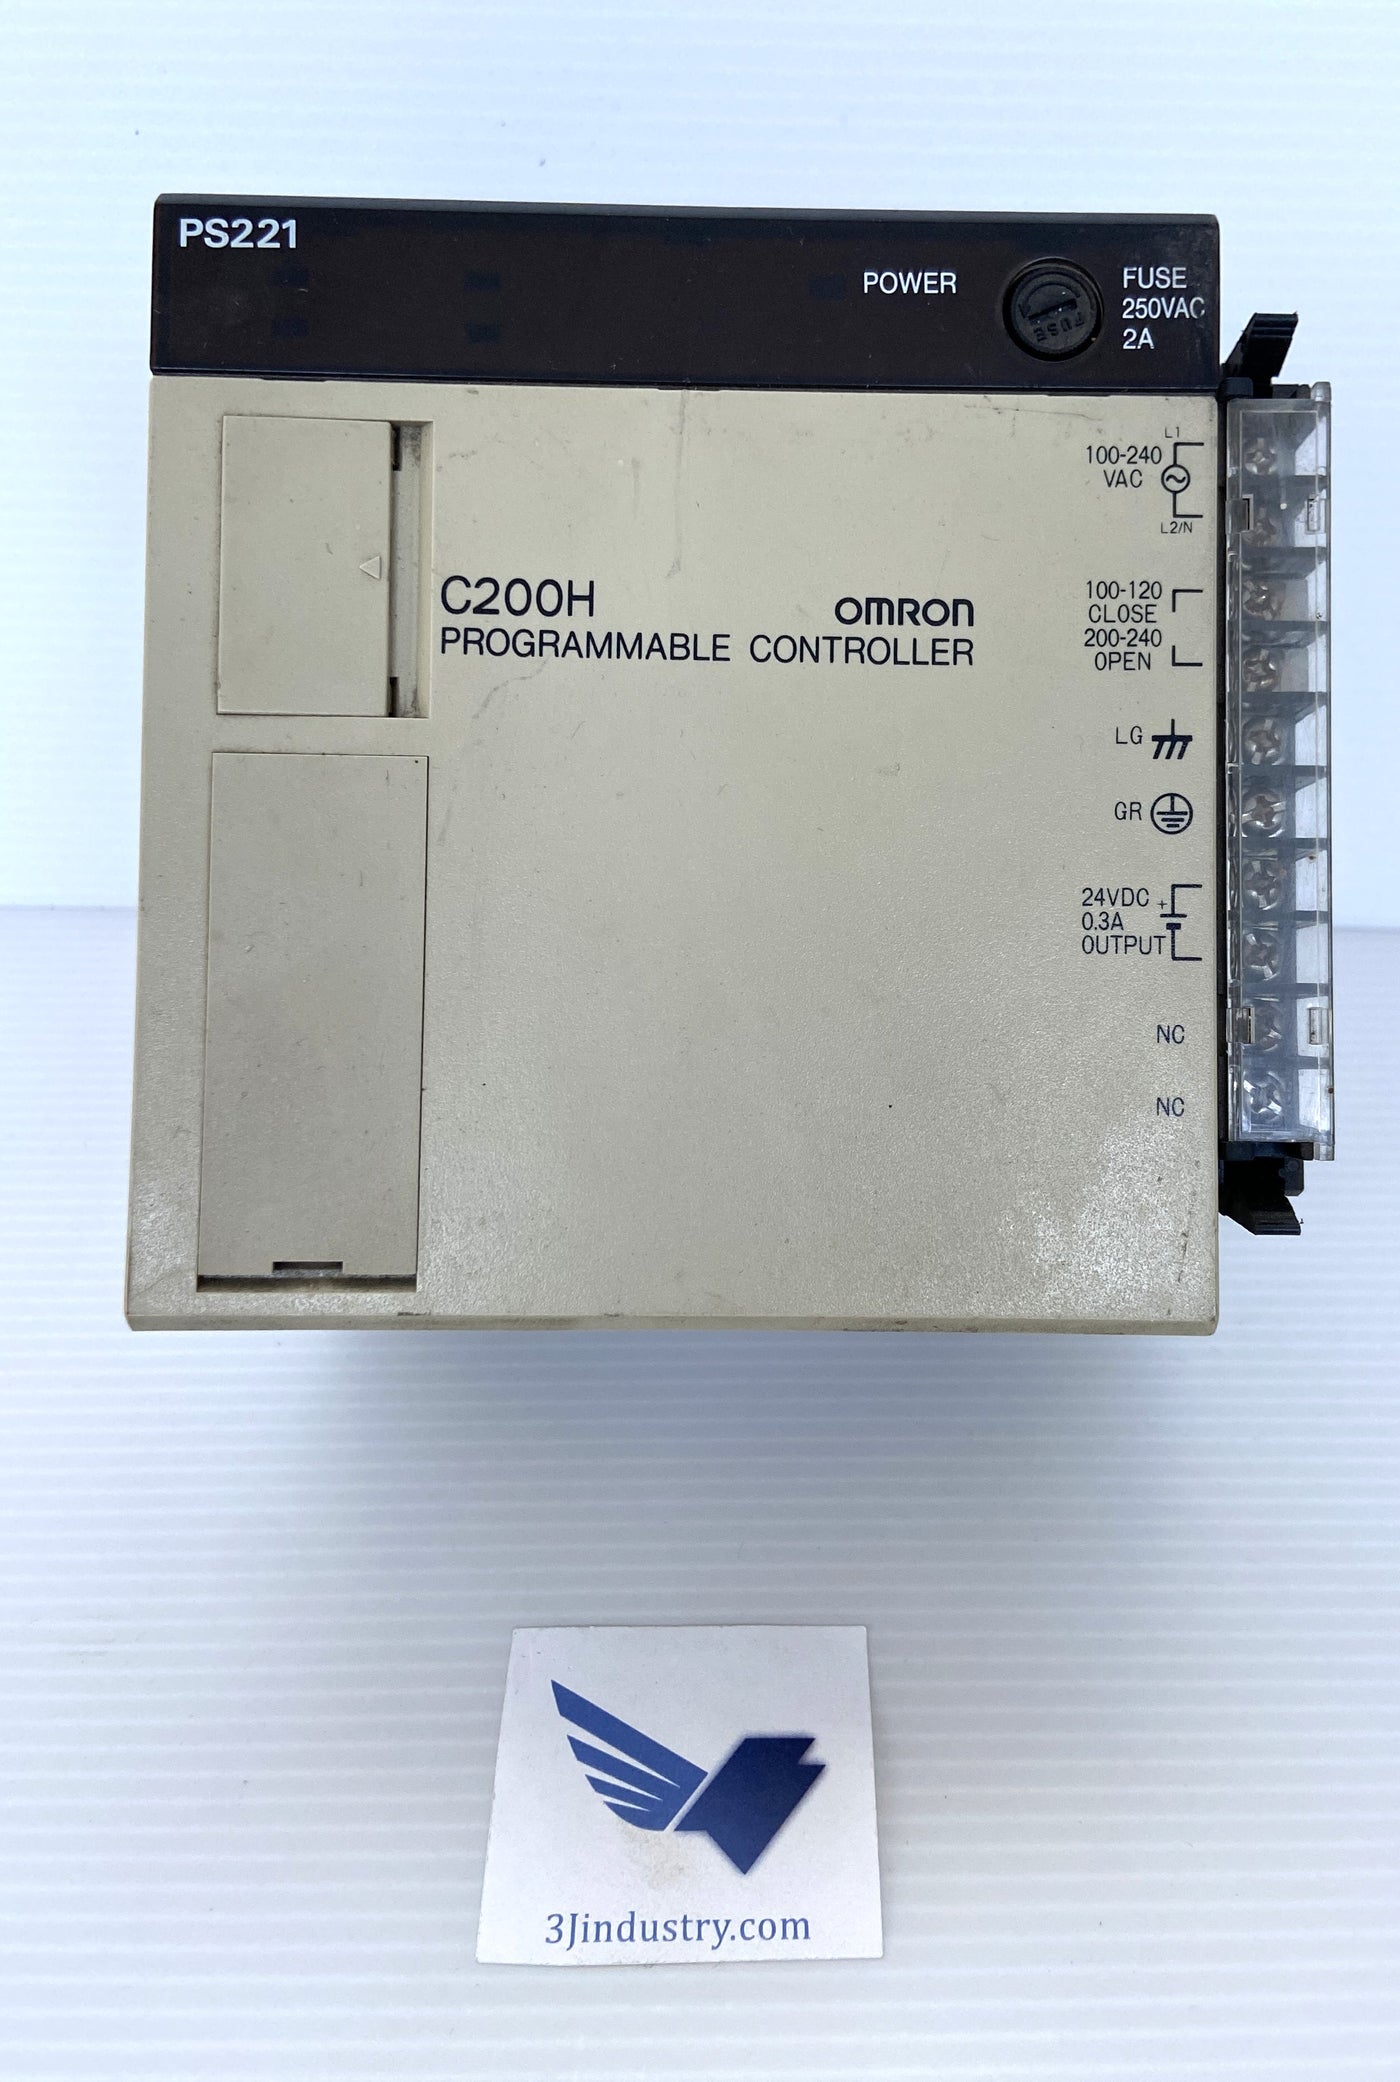 PS221
POWER
FUSE
250VAC
2A
FUSE
L1
100-240
VAC
L2/N
100-120
CLOSE
200-240
OPEN
C200H
OMRON
PROGRAMMABLE CONTROLLER
LG
GR
24VDC +
0.3A
OUTPUT
NC
NC
3Jindustry.com